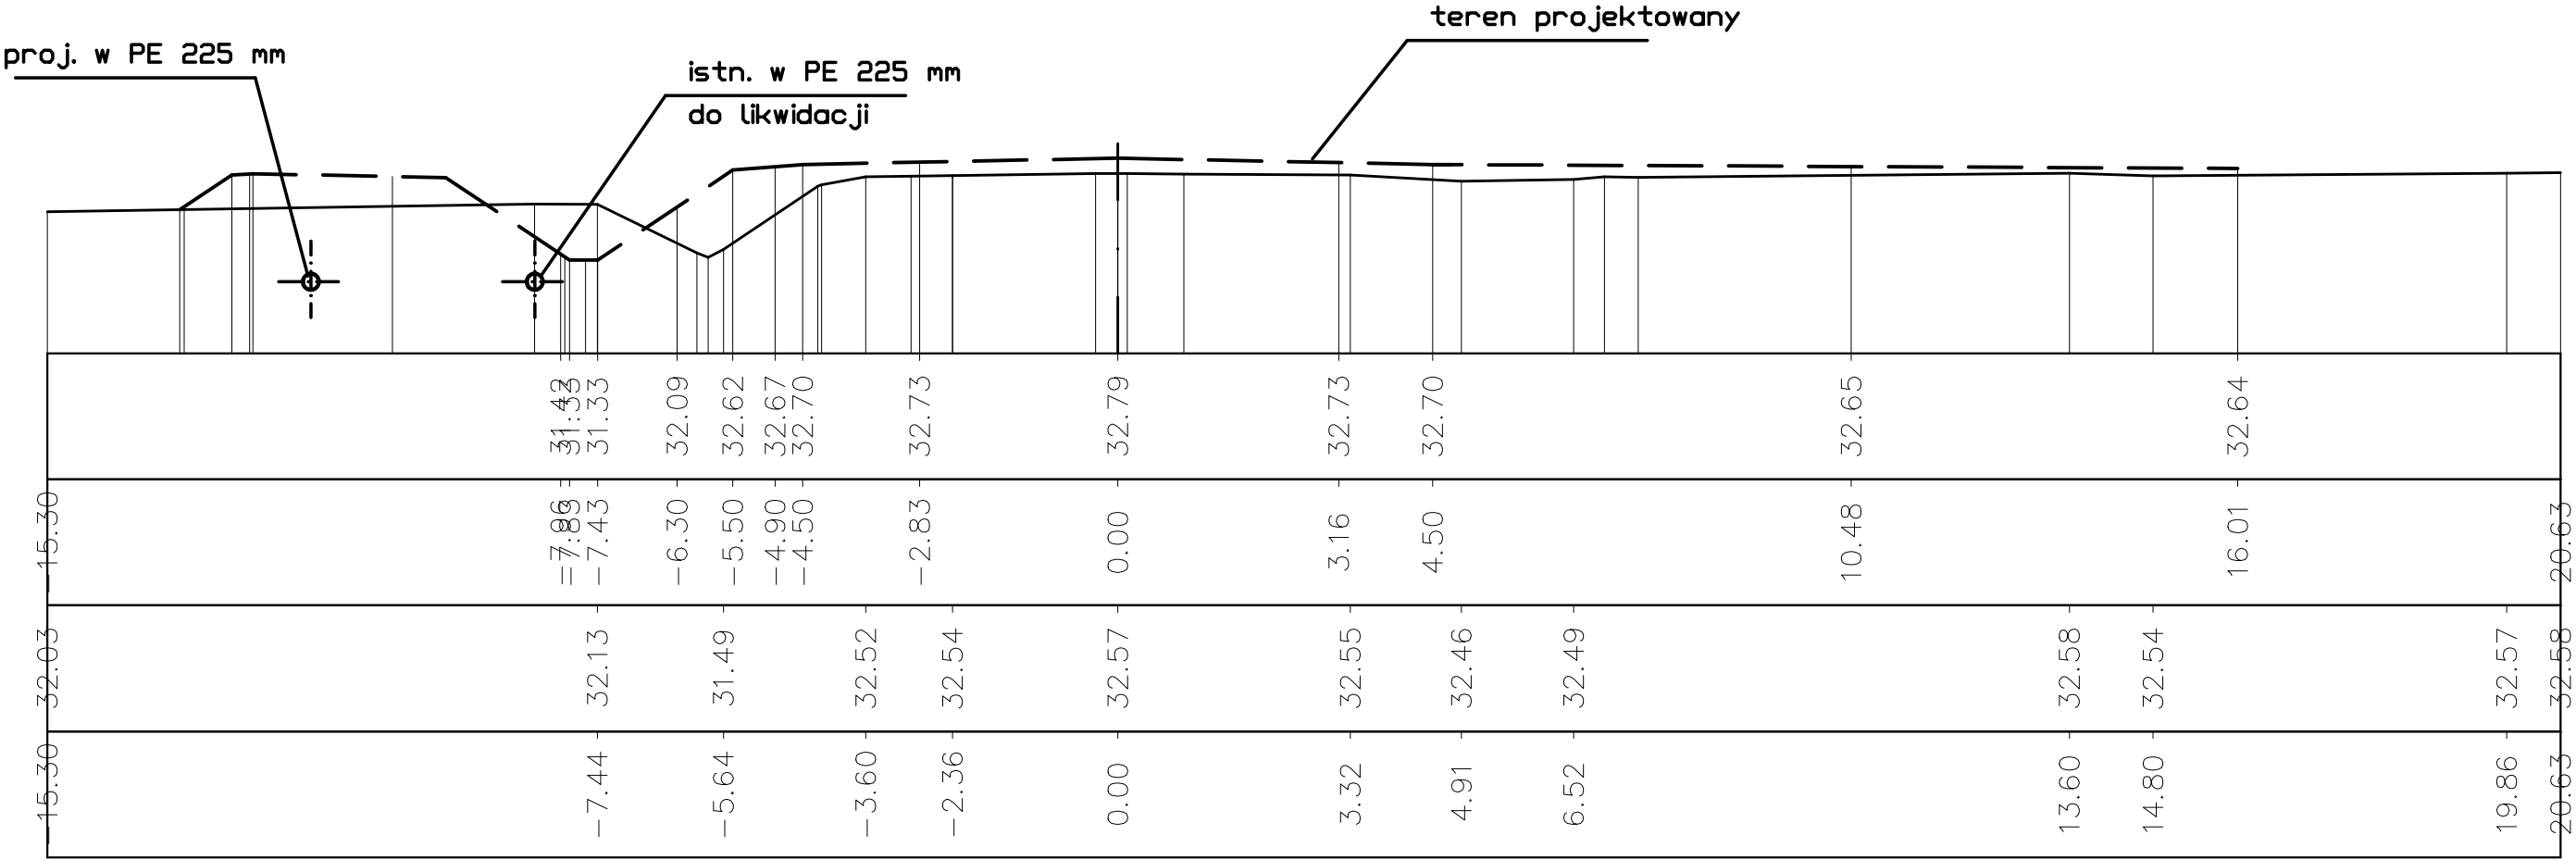 teren projektowany
proj. w PE 225 mm
istn. w PE 225 mm
do likwidacji
31.42 31.33 31.33 32.09 32.62 32.67 32.70 32.73 32.79 32.73 32.70 32.65 32.64
-15.30 -7.83 -7.43 -6.30 -5.50 -4.90 -4.50 -2.83 0.00 3.16 4.50 10.48 16.01 20.63
32.03 32.13 31.49 32.52 32.54 32.57 32.55 32.46 32.49 32.58 32.54 32.57 32.58
-15.30 -7.44 -5.64 -3.60 -2.36 0.00 3.32 4.91 6.52 13.60 14.80 19.86 20.63